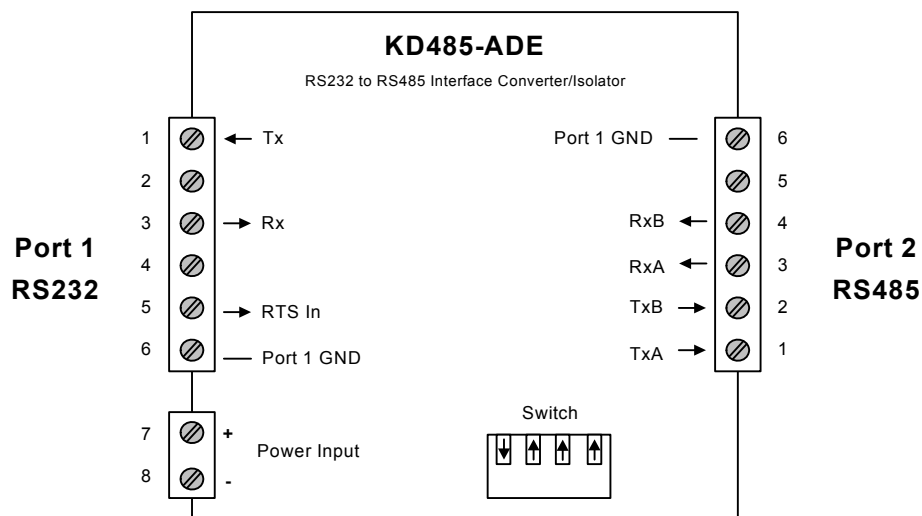 KD485-ADE
RS232 to RS485 Interface Converter/Isolator
1 Tx
2
3 Rx
4
5 RTS In
6 Port 1 GND
Port 1
RS232
7 +
Power Input
8 -
Port 1 GND 6
5
RxB 4
RxA 3
TxB 2
TxA 1
Port 2
RS485
Switch